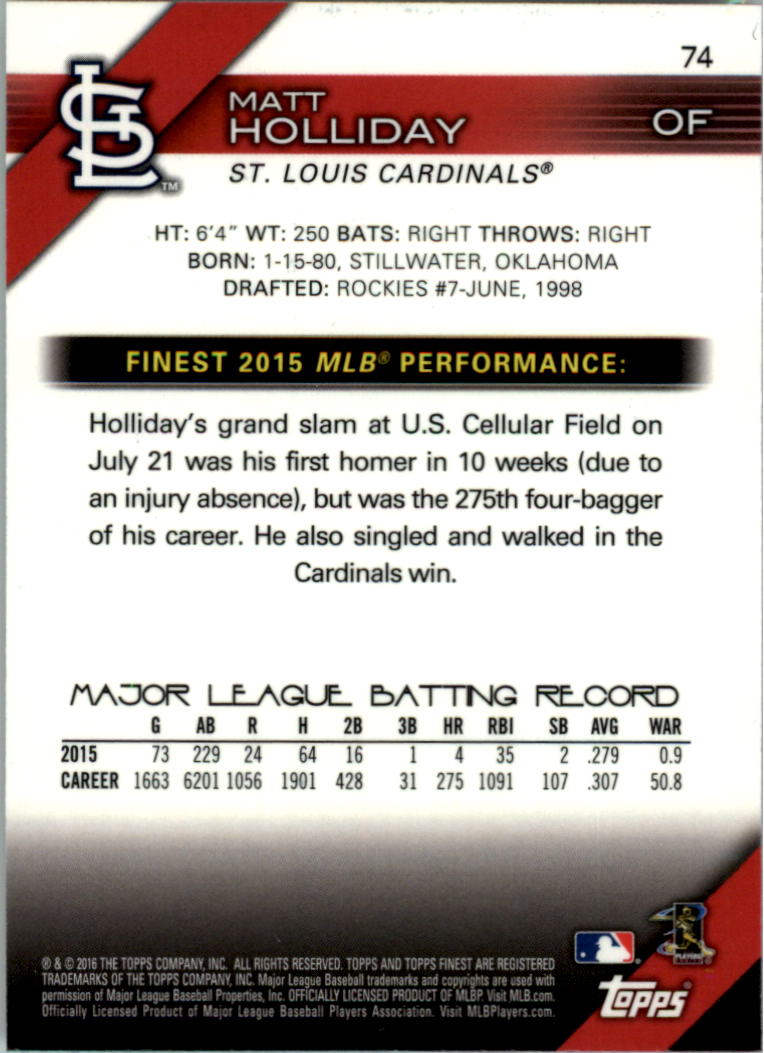 74
MATT
HOLLIDAY
OF
STL
™
ST. LOUIS CARDINALS®
HT: 6'4" WT: 250 BATS: RIGHT THROWS: RIGHT
BORN: 1-15-80, STILLWATER, OKLAHOMA
DRAFTED: ROCKIES #7-JUNE, 1998
FINEST 2015 MLB® PERFORMANCE:
Holliday's grand slam at U.S. Cellular Field on
July 21 was his first homer in 10 weeks (due to
an injury absence), but was the 275th four-bagger
of his career. He also singled and walked in the
Cardinals win.
MAJOR LEAGUE BATTING RECORD
G AB R H 2B 3B HR RBI SB AVG WAR
2015 73 229 24 64 16 1 4 35 2 .279 0.9
CAREER 1663 6201 1056 1901 428 31 275 1091 107 .307 50.8
® & © 2016 THE TOPPS COMPANY, INC. ALL RIGHTS RESERVED. TOPPS AND TOPPS FINEST ARE REGISTERED
TRADEMARKS OF THE TOPPS COMPANY, INC. Major League Baseball trademarks and copyrights are used with
permission of Major League Baseball Properties, Inc. OFFICIALLY LICENSED PRODUCT OF MLBP. Visit MLB.com.
Officially Licensed Product of Major League Baseball Players Association. Visit MLBPlayers.com.
topps®